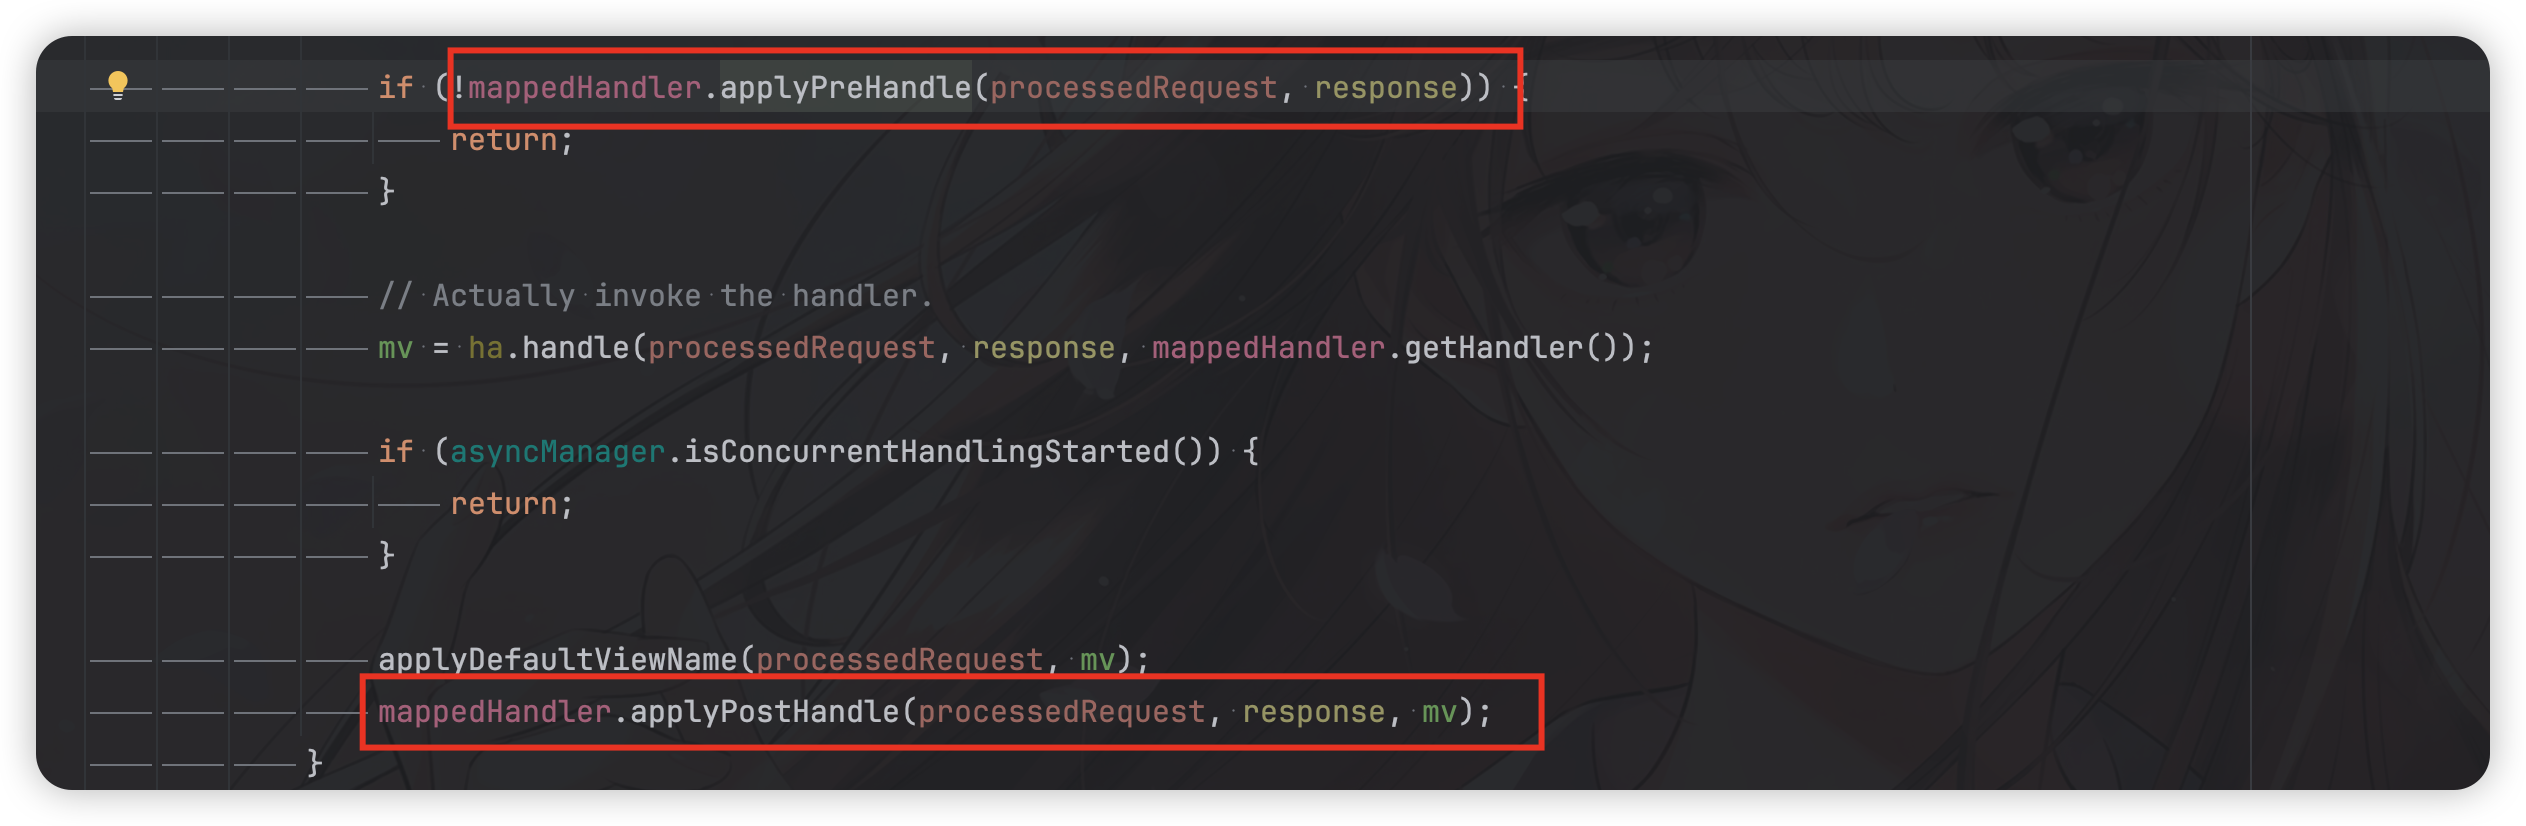 if (!mappedHandler.applyPreHandle(processedRequest, response)) {
return;
}
// Actually invoke the handler.
mv = ha.handle(processedRequest, response, mappedHandler.getHandler());
if (asyncManager.isConcurrentHandlingStarted()) {
return;
}
applyDefaultViewName(processedRequest, mv);
mappedHandler.applyPostHandle(processedRequest, response, mv);
}